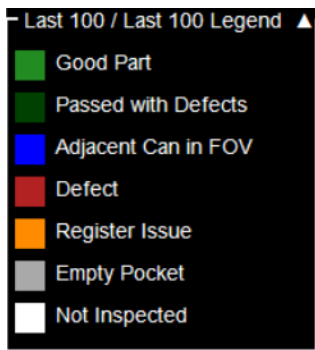 Last 100 / Last 100 Legend ▲
Good Part
Passed with Defects
Adjacent Can in FOV
Defect
Register Issue
Empty Pocket
Not Inspected